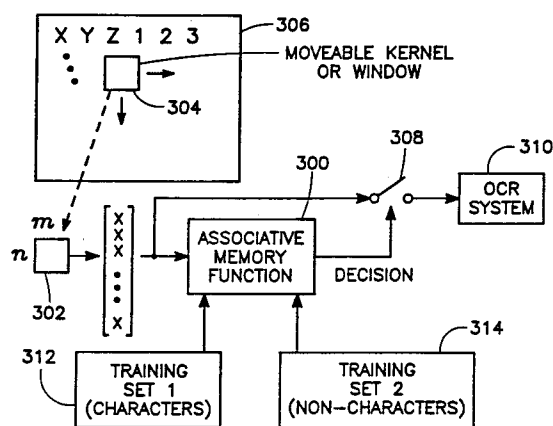 306
X Y Z 1 2 3
MOVEABLE KERNEL
OR WINDOW
304
308
310
OCR
SYSTEM
300
m
n
302
X
X
X
X
ASSOCIATIVE
MEMORY
FUNCTION
DECISION
312
TRAINING
SET 1
(CHARACTERS)
314
TRAINING
SET 2
(NON-CHARACTERS)